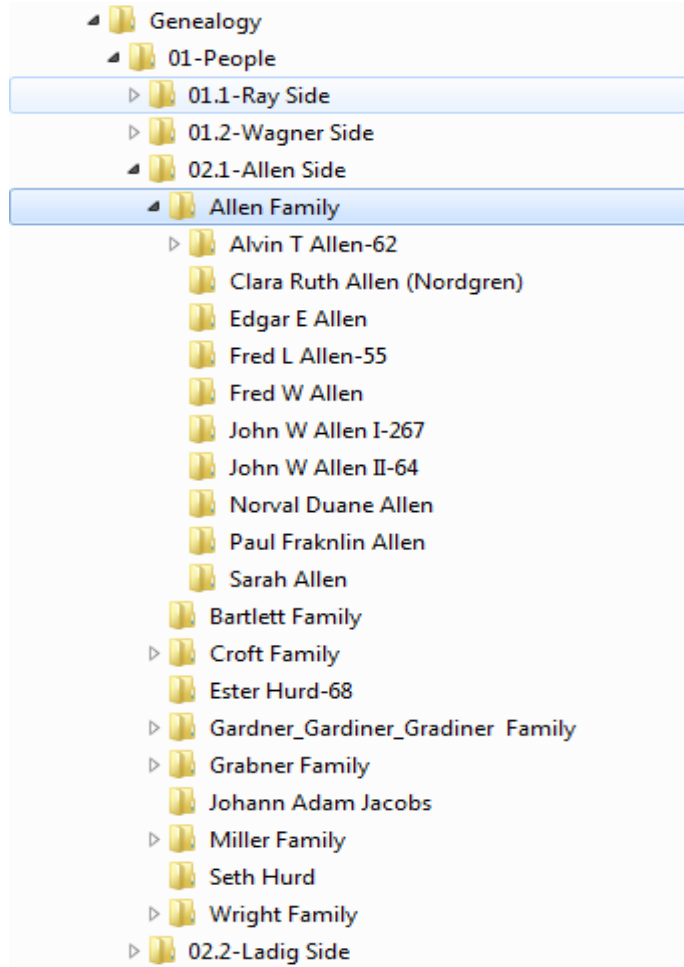 Genealogy
01-People
01.1-Ray Side
01.2-Wagner Side
02.1-Allen Side
Allen Family
Alvin T Allen-62
Clara Ruth Allen (Nordgren)
Edgar E Allen
Fred L Allen-55
Fred W Allen
John W Allen I-267
John W Allen II-64
Norval Duane Allen
Paul Fraknlin Allen
Sarah Allen
Bartlett Family
Croft Family
Ester Hurd-68
Gardner_Gardiner_Gradiner  Family
Grabner Family
Johann Adam Jacobs
Miller Family
Seth Hurd
Wright Family
02.2-Ladig Side